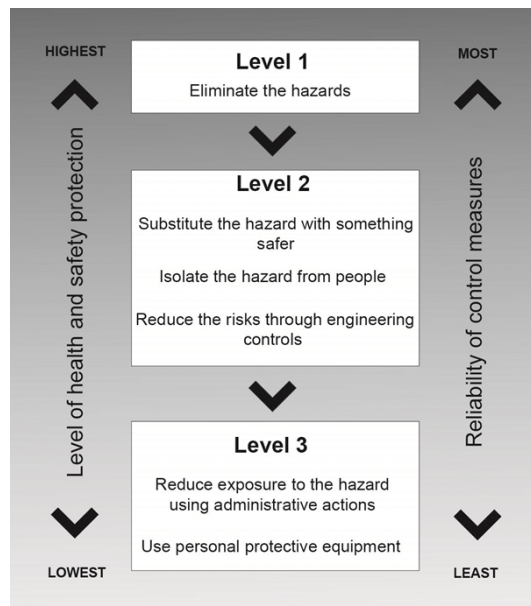 HIGHEST
MOST
Level of health and safety protection
Level 1
Eliminate the hazards
Level 2
Substitute the hazard with something
safer
Isolate the hazard from people
Reduce the risks through engineering
controls
Level 3
Reduce exposure to the hazard
using administrative actions
Use personal protective equipment
Reliability of control measures
LOWEST
LEAST